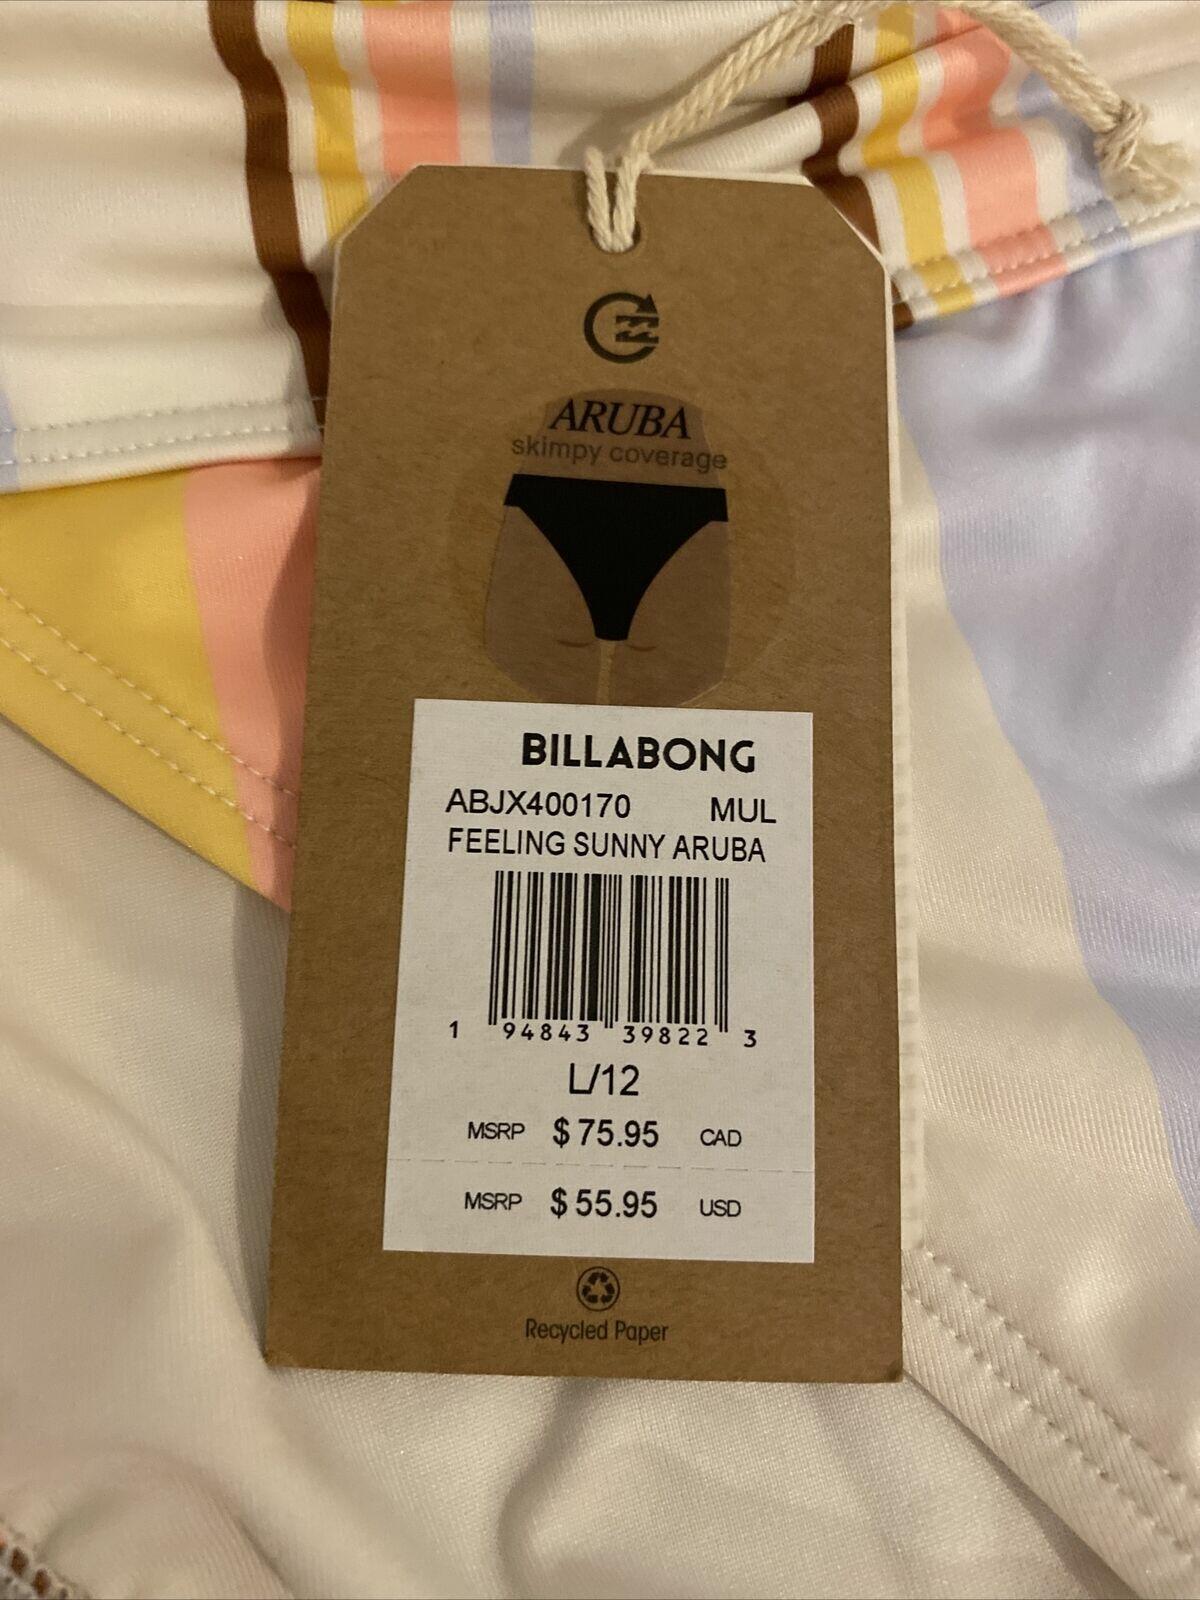 ARUBA
skimpy coverage
BILLABONG
ABJX400170 MUL
FEELING SUNNY ARUBA
1 94843 39822 3
L/12
MSRP $ 75.95 CAD
MSRP $ 55.95 USD
Recycled Paper